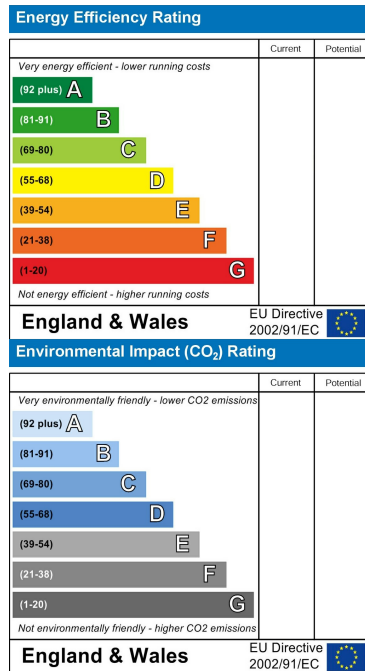 Energy Efficiency Rating
Current Potential
Very energy efficient - lower running costs
(92 plus) A
(81-91) B
(69-80) C
(55-68) D
(39-54) E
(21-38) F
(1-20) G
Not energy efficient - higher running costs
England & Wales
EU Directive
2002/91/EC
Environmental Impact (CO₂) Rating
Current Potential
Very environmentally friendly - lower CO2 emissions
(92 plus) A
(81-91) B
(69-80) C
(55-68) D
(39-54) E
(21-38) F
(1-20) G
Not environmentally friendly - higher CO2 emissions
England & Wales
EU Directive
2002/91/EC